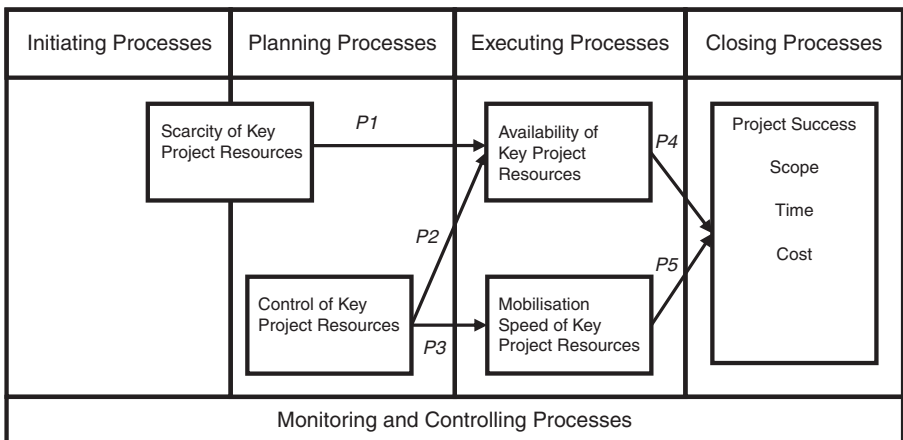 Initiating Processes
Planning Processes
Executing Processes
Closing Processes
Scarcity of Key
Project Resources
P1
Availability of
Key Project
Resources
P4
Project Success
Scope
Time
Cost
P2
Control of Key
Project Resources
P3
Mobilisation
Speed of Key
Project Resources
P5
Monitoring and Controlling Processes